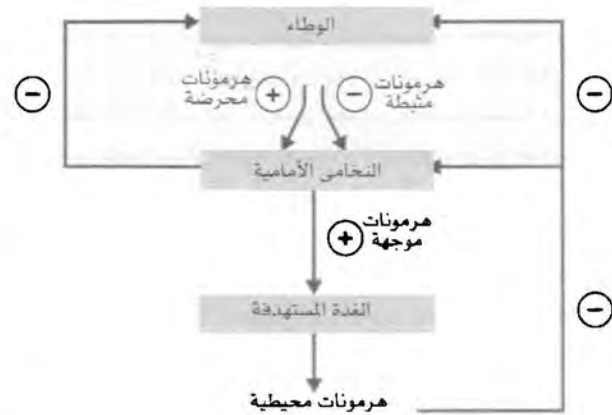 الوطاء
هرمونات
محرضة
+
هرمونات
مثبطة
−
−
−
النخامى الأمامية
هرمونات
موجهة
+
الغدة المستهدفة
−
هرمونات محيطية